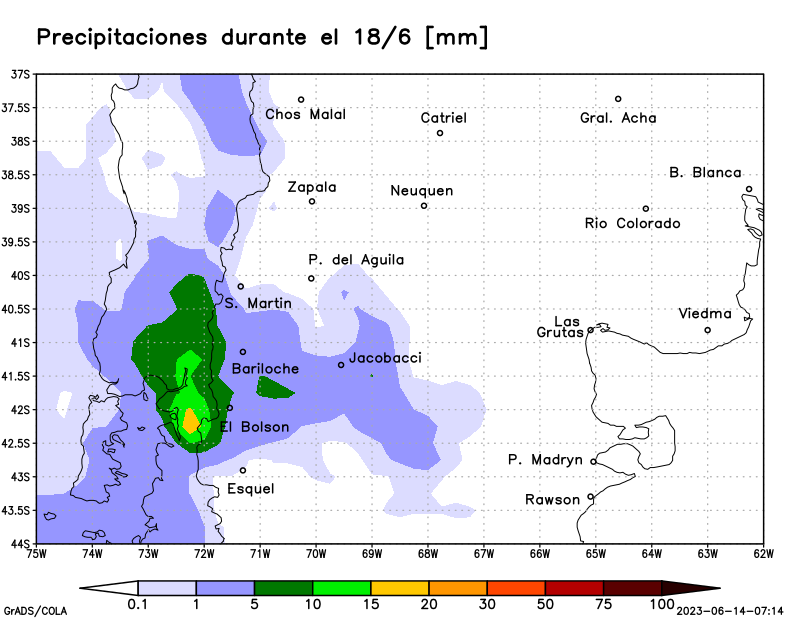 Precipitaciones durante el 18/6 [mm]
37S
37.5S
38S
38.5S
39S
39.5S
40S
40.5S
41S
41.5S
42S
42.5S
43S
43.5S
44S
Chos Malal
Catriel
Gral. Acha
B. Blanca
Zapala
Neuquen
Rio Colorado
P. del Aguila
S. Martin
Viedma
Las
Grutas
Jacobacci
Bariloche
El Bolson
P. Madryn
Esquel
Rawson
75W 74W 73W 72W 71W 70W 69W 68W 67W 66W 65W 64W 63W 62W
0.1 1 5 10 15 20 30 50 75 100
GrADS/COLA
2023-06-14-07:14